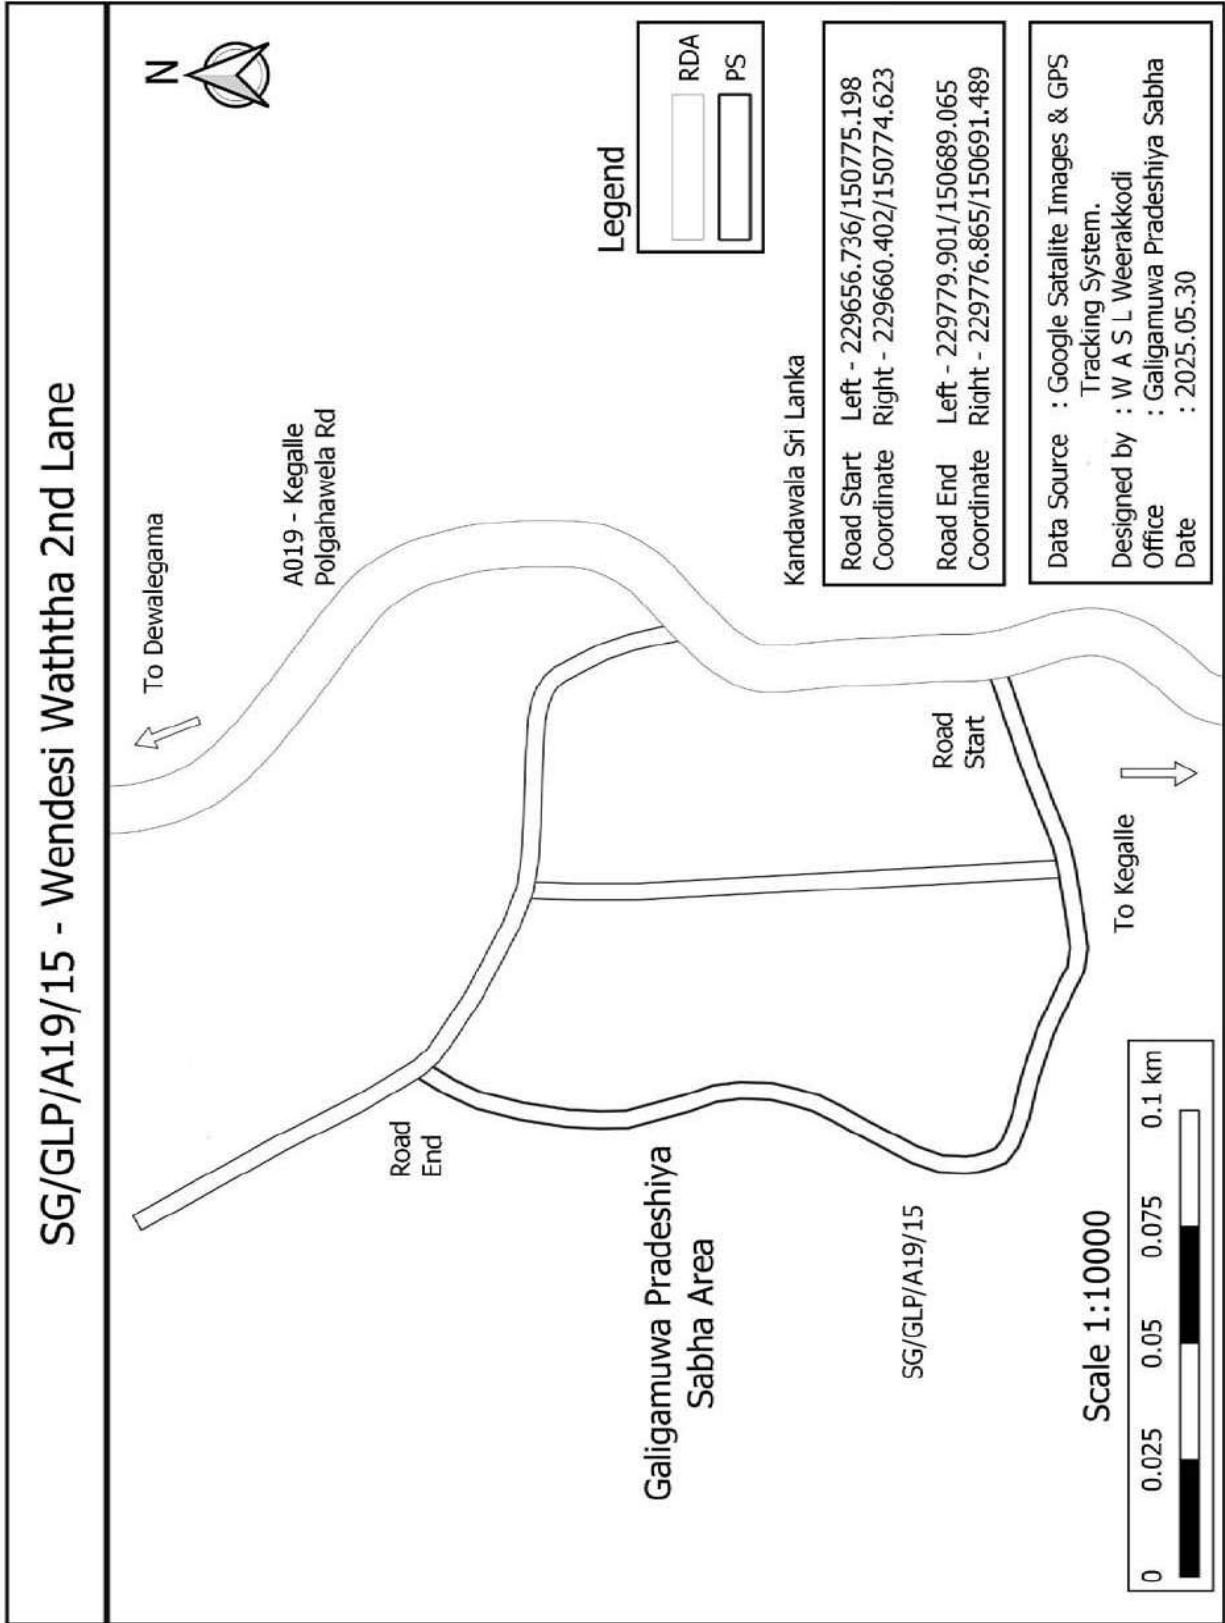 SG/GLP/A19/15 - Wendesi Waththa 2nd Lane
N
To Dewalegama
A019 - Kegalle
Polgahawela Rd
Legend
RDA
PS
Road
End
Galigamuwa Pradeshiya
Sabha Area
Kandawala Sri Lanka
Road Start Left - 229656.736/150775.198
Coordinate Right - 229660.402/150774.623
Road End Left - 229779.901/150689.065
Coordinate Right - 229776.865/150691.489
Road
Start
SG/GLP/A19/15
To Kegalle
Data Source : Google Satalite Images & GPS
Tracking System.
Designed by : W A S L Weerakkodi
Office : Galigamuwa Pradeshiya Sabha
Date : 2025.05.30
Scale 1:10000
0 0.025 0.05 0.075 0.1 km